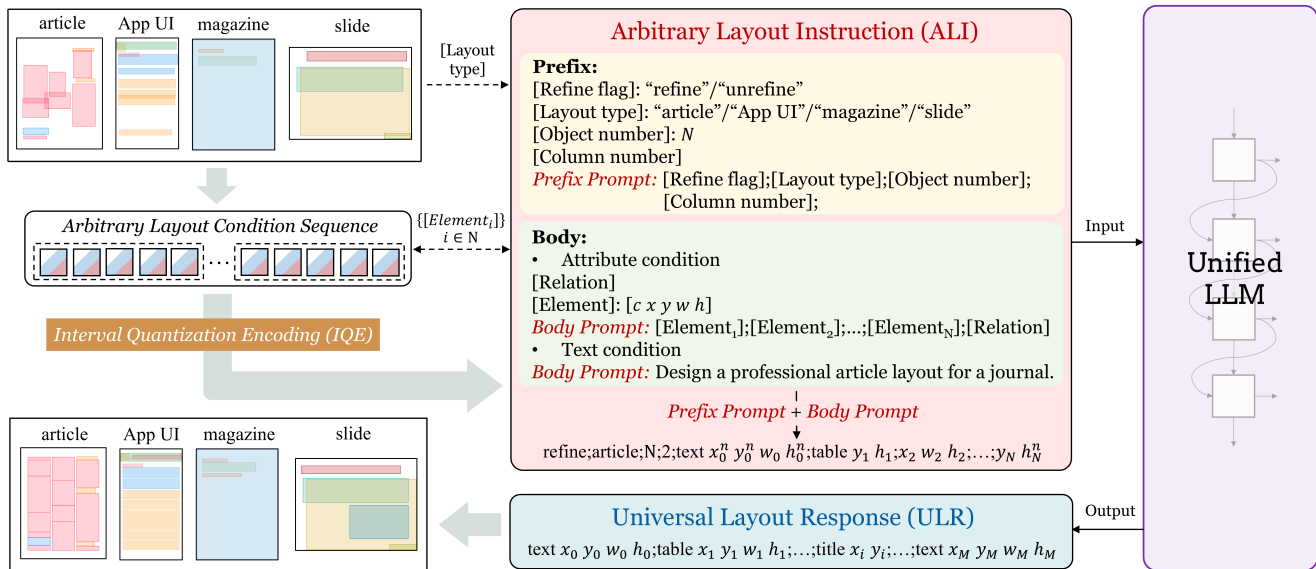 article App UI magazine slide
[Layout type]
Arbitrary Layout Condition Sequence
...
{[Element_i]}
i ∈ N
Interval Quantization Encoding (IQE)
Arbitrary Layout Instruction (ALI)
Prefix:
[Refine flag]: “refine”/“unrefine”
[Layout type]: “article”/“App UI”/“magazine”/“slide”
[Object number]: N
[Column number]
Prefix Prompt: [Refine flag];[Layout type];[Object number];
[Column number];
Body:
• Attribute condition
[Relation]
[Element]: [c x y w h]
Body Prompt: [Element_1];[Element_2];...;[Element_N];[Relation]
• Text condition
Body Prompt: Design a professional article layout for a journal.
Prefix Prompt + Body Prompt
refine;article;N;2;text x_0^n y_0^n w_0 h_0^n;table y_1 h_1;x_2 w_2 h_2;...;y_N h_N^n
Input
Unified
LLM
Output
Universal Layout Response (ULR)
text x_0 y_0 w_0 h_0;table x_1 y_1 w_1 h_1;...;title x_i y_i;...;text x_M y_M w_M h_M
article App UI magazine slide